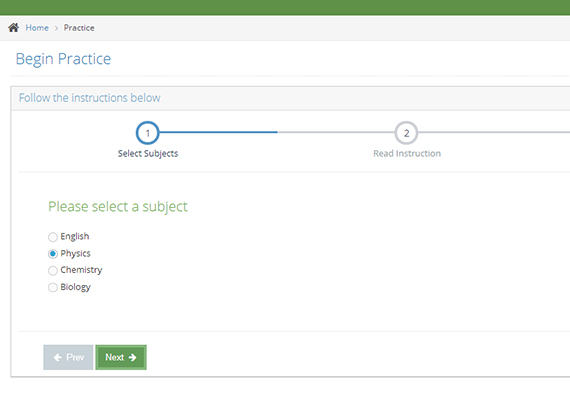 Home > Practice
Begin Practice
Follow the instructions below
1
2
Select Subjects
Read Instruction
Please select a subject
English
Physics
Chemistry
Biology
Prev
Next